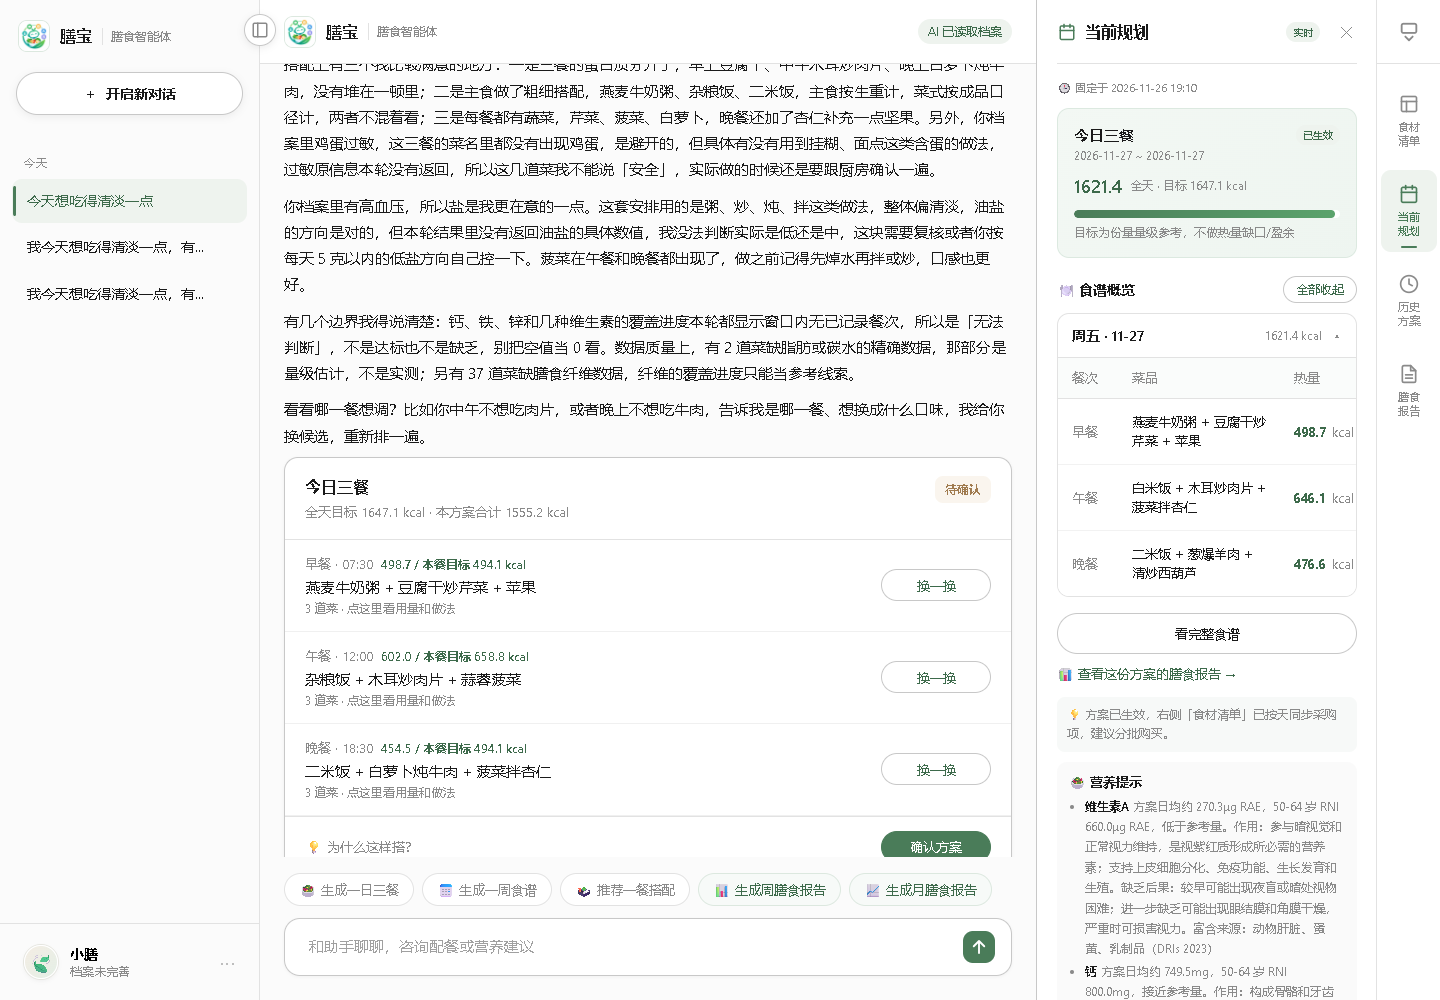 膳宝
膳食智能体
+ 开启新对话
今天
今天想吃得清淡一点
我今天想吃得清淡一点，有...
我今天想吃得清淡一点，有...
小膳
档案未完善
...
膳宝
膳食智能体
AI 已读取档案
搭配上有三个我比较满意的地方：一是三餐的蛋白质分开了，早上豆腐干、中午木耳炒肉片、晚上白萝卜炖牛
肉，没有堆在一顿里；二是主食做了粗细搭配，燕麦牛奶粥、杂粮饭、二米饭，主食按生重计，菜式按成品口
径计，两者不混着看；三是每餐都有蔬菜，芹菜、菠菜、白萝卜，晚餐还加了杏仁补充一点坚果。另外，你档
案里鸡蛋过敏，这三餐的菜名里都没有出现鸡蛋，是避开的，但具体有没有用到挂糊、面点这类含蛋的做法，
过敏原信息本轮没有返回，所以这几道菜我不能说「安全」，实际做的时候还是要跟厨房确认一遍。
你档案里有高血压，所以盐是我更在意的一点。这套安排用的是粥、炒、炖、拌这类做法，整体偏清淡，油盐
的方向是对的，但本轮结果里没有返回油盐的具体数值，我没法判断实际是低还是中，这块需要复核或者你按
每天 5 克以内的低盐方向自己控一下。菠菜在午餐和晚餐都出现了，做之前记得先焯水再拌或炒，口感也更
好。
有几个边界我得说清楚：钙、铁、锌和几种维生素的覆盖进度本轮都显示窗口内无已记录餐次，所以是「无法
判断」，不是达标也不是缺乏，别把空值当 0 看。数据质量上，有 2 道菜缺脂肪或碳水的精确数据，那部分是
量级估计，不是实测；另有 37 道菜缺膳食纤维数据，纤维的覆盖进度只能当参考线索。
看看哪一餐想调？比如你中午不想吃肉片，或者晚上不想吃牛肉，告诉我是哪一餐、想换成什么口味，我给你
换候选，重新排一遍。
今日三餐
待确认
全天目标 1647.1 kcal · 本方案合计 1555.2 kcal
早餐 · 07:30 498.7 / 本餐目标 494.1 kcal
燕麦牛奶粥 + 豆腐干炒芹菜 + 苹果
3 道菜 · 点这里看用量和做法
换一换
午餐 · 12:00 602.0 / 本餐目标 658.8 kcal
杂粮饭 + 木耳炒肉片 + 蒜蓉菠菜
3 道菜 · 点这里看用量和做法
换一换
晚餐 · 18:30 454.5 / 本餐目标 494.1 kcal
二米饭 + 白萝卜炖牛肉 + 菠菜拌杏仁
3 道菜 · 点这里看用量和做法
换一换
为什么这样搭?
确认方案
生成一日三餐
生成一周食谱
推荐一餐搭配
生成周膳食报告
生成月膳食报告
和助手聊聊，咨询配餐或营养建议
当前规划
实时
固定于 2026-11-26 19:10
今日三餐
已生效
2026-11-27 ~ 2026-11-27
1621.4 全天 · 目标 1647.1 kcal
目标为份量量级参考，不做热量缺口/盈余
食谱概览
全部收起
周五 · 11-27
1621.4 kcal
餐次 菜品 热量
早餐 燕麦牛奶粥 + 豆腐干炒 498.7 kcal
芹菜 + 苹果
午餐 白米饭 + 木耳炒肉片 + 646.1 kcal
菠菜拌杏仁
晚餐 二米饭 + 葱爆羊肉 + 476.6 kcal
清炒西葫芦
看完整食谱
查看这份方案的膳食报告 →
方案已生效，右侧「食材清单」已按天同步采购
项，建议分批购买。
营养提示
• 维生素A 方案日均约 270.3μg RAE，50-64 岁 RNI
660.0μg RAE，低于参考量。作用：参与暗视觉和
正常视力维持，是视紫红质形成所必需的营养
素；支持上皮细胞分化、免疫功能、生长发育和
生殖。缺乏后果：较早可能出现夜盲或暗处视物
困难；进一步缺乏可能出现眼结膜和角膜干燥，
严重时可损害视力。富含来源：动物肝脏、蛋
黄、乳制品（DRIs 2023）
• 钙 方案日均约 749.5mg，50-64 岁 RNI
800.0mg，接近参考量。作用：构成骨骼和牙齿
食材
清单
当前
规划
历史
方案
膳食
报告